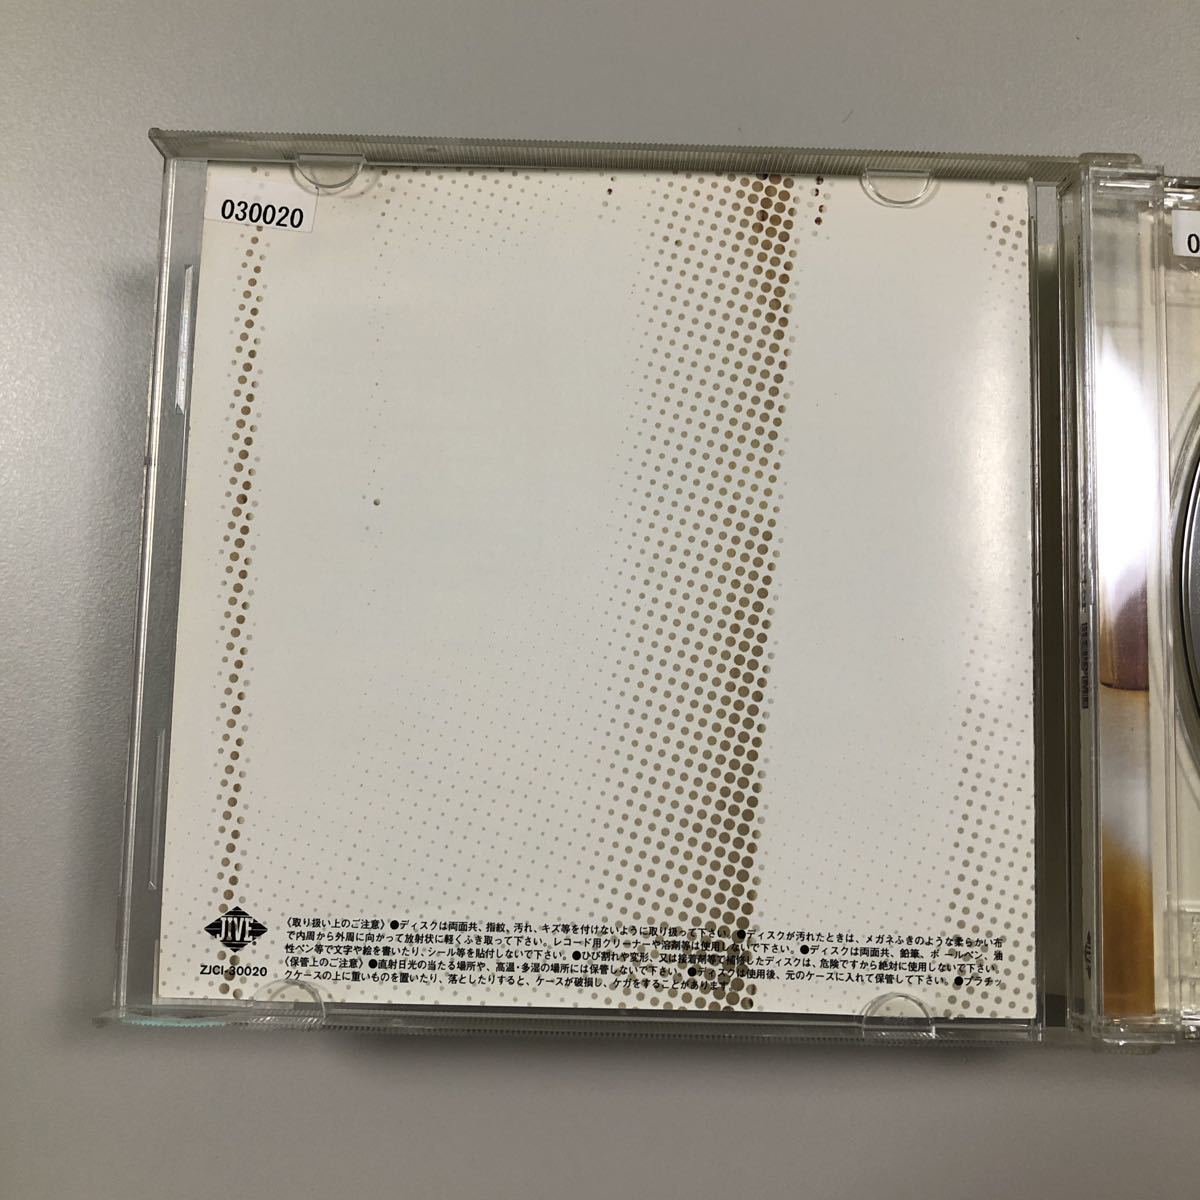 030020
0
JIVE
ZJCI-30020
〈取り扱い上のご注意〉●ディスクは両面共、指紋、汚れ、キズ等を付けないように取り扱って下さい。●ディスクが汚れたときは、メガネふきのような柔らかい布
で内周から外周に向かって放射状に軽くふき取って下さい。レコード用クリーナーや溶剤等は使用しないで下さい。●ディスクは両面共、鉛筆、ボールペン、油
性ペン等で文字や絵を書いたり、シール等を貼付しないで下さい。●ひび割れや変形、又は接着剤等で補修したディスクは、危険ですから絶対に使用しないで下さい。
〈保管上のご注意〉●直射日光の当たる場所や、高温・多湿の場所には保管しないで下さい。●ディスクは使用後、元のケースに入れて保管して下さい。●プラチッ
クケースの上に重いものを置いたり、落としたりすると、ケースが破損し、ケガをすることがあります。